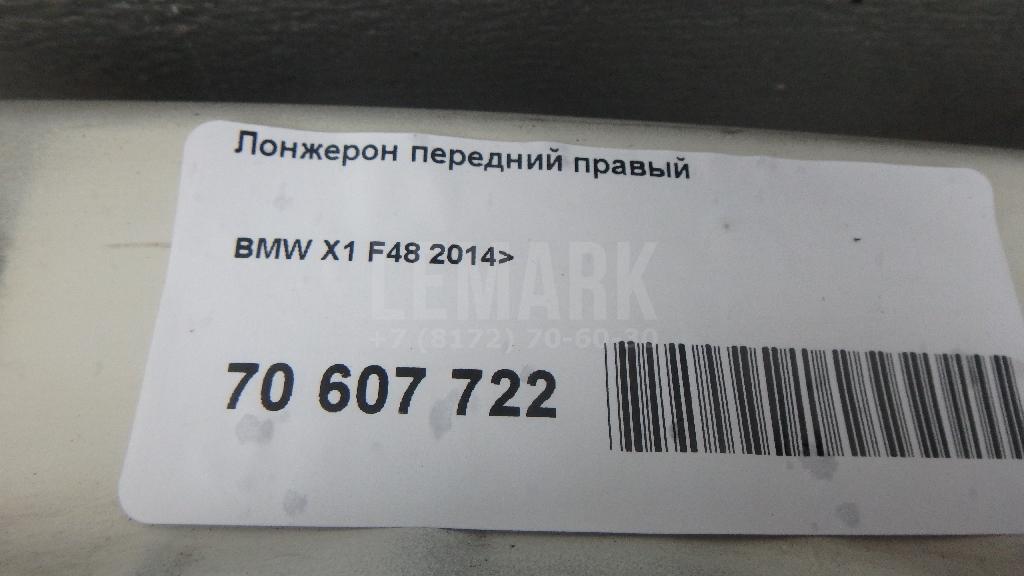 Лонжерон передний правый
BMW X1 F48 2014>
LEMARK
+7 (8172) 70-60-30
70 607 722